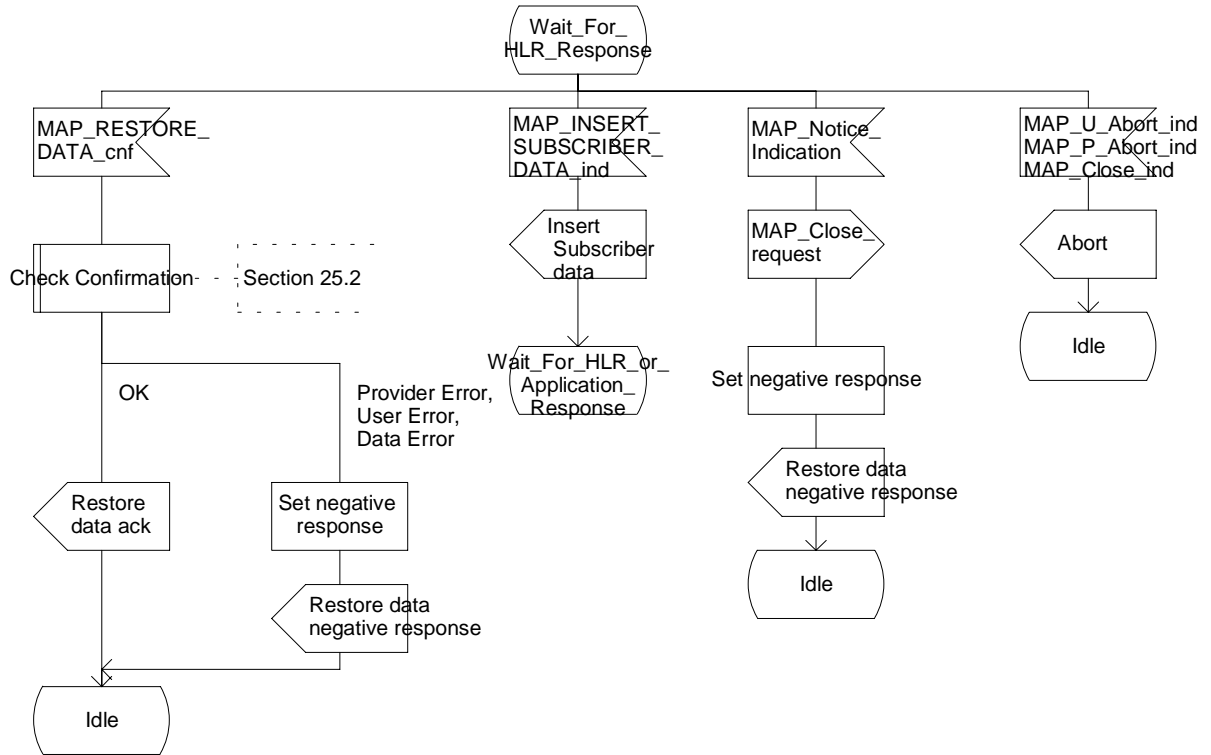 Wait_For_
HLR_Response
MAP_RESTORE_
DATA_cnf
MAP_INSERT_
SUBSCRIBER_
DATA_ind
MAP_Notice_
Indication
MAP_U_Abort_ind
MAP_P_Abort_ind
MAP_Close_ind
Check Confirmation
Section 25.2
Insert
Subscriber
data
MAP_Close_
request
Abort
OK
Provider Error,
User Error,
Data Error
Wait_For_HLR_or_
Application_
Response
Set negative response
Idle
Restore
data ack
Set negative
response
Restore data
negative response
Restore data
negative response
Idle
Idle